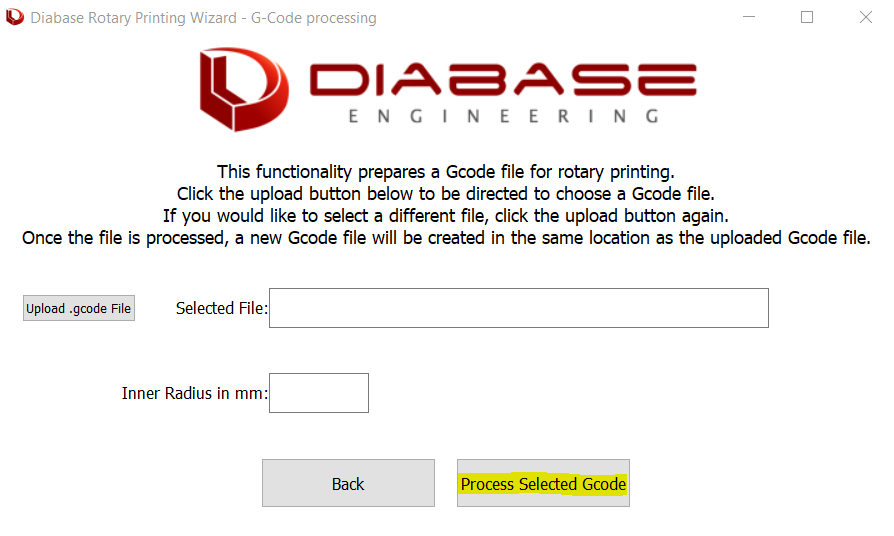 Diabase Rotary Printing Wizard - G-Code processing
DIABASE
ENGINEERING
This functionality prepares a Gcode file for rotary printing.
Click the upload button below to be directed to choose a Gcode file.
If you would like to select a different file, click the upload button again.
Once the file is processed, a new Gcode file will be created in the same location as the uploaded Gcode file.
Upload .gcode File Selected File:
Inner Radius in mm:
Back Process Selected Gcode